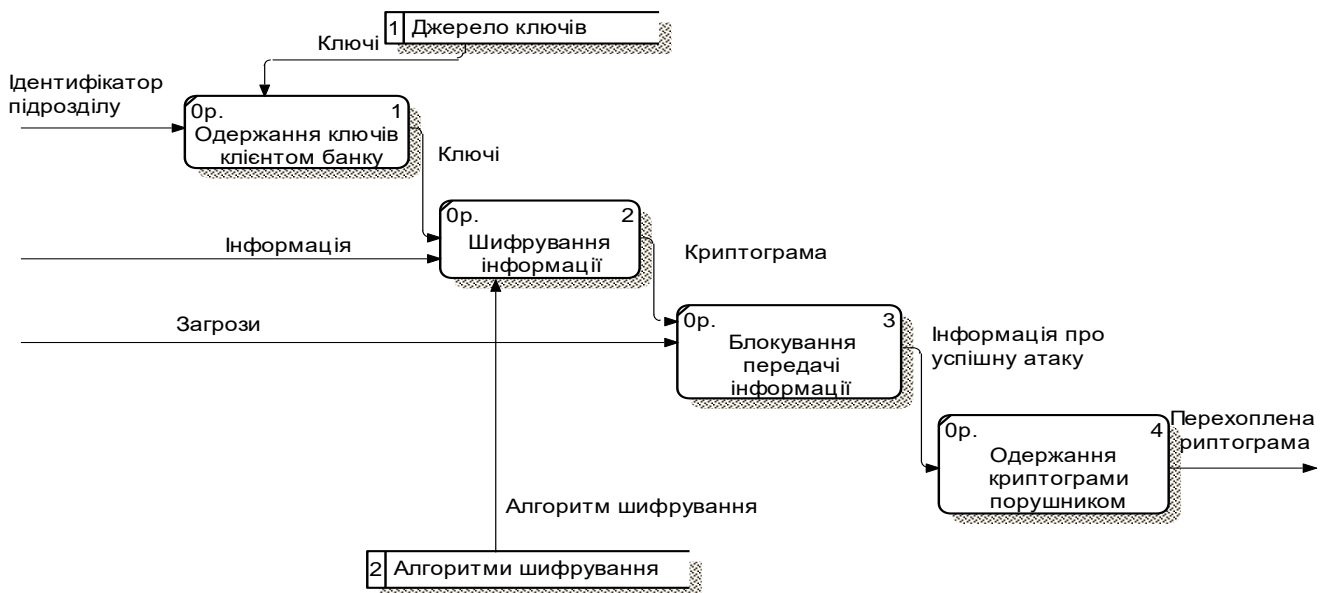 1 Джерело ключів
Ключі
Ідентифікатор
підрозділу
0р. 1
Одержання ключів
клієнтом банку
Ключі
0р. 2
Шифрування
інформації
Інформація
Криптограма
Загрози
0р. 3
Блокування
передачі
інформації
Інформація про
успішну атаку
0р. 4
Одержання
криптограми
порушником
Перехоплена
риптограма
Алгоритм шифрування
2 Алгоритми шифрування